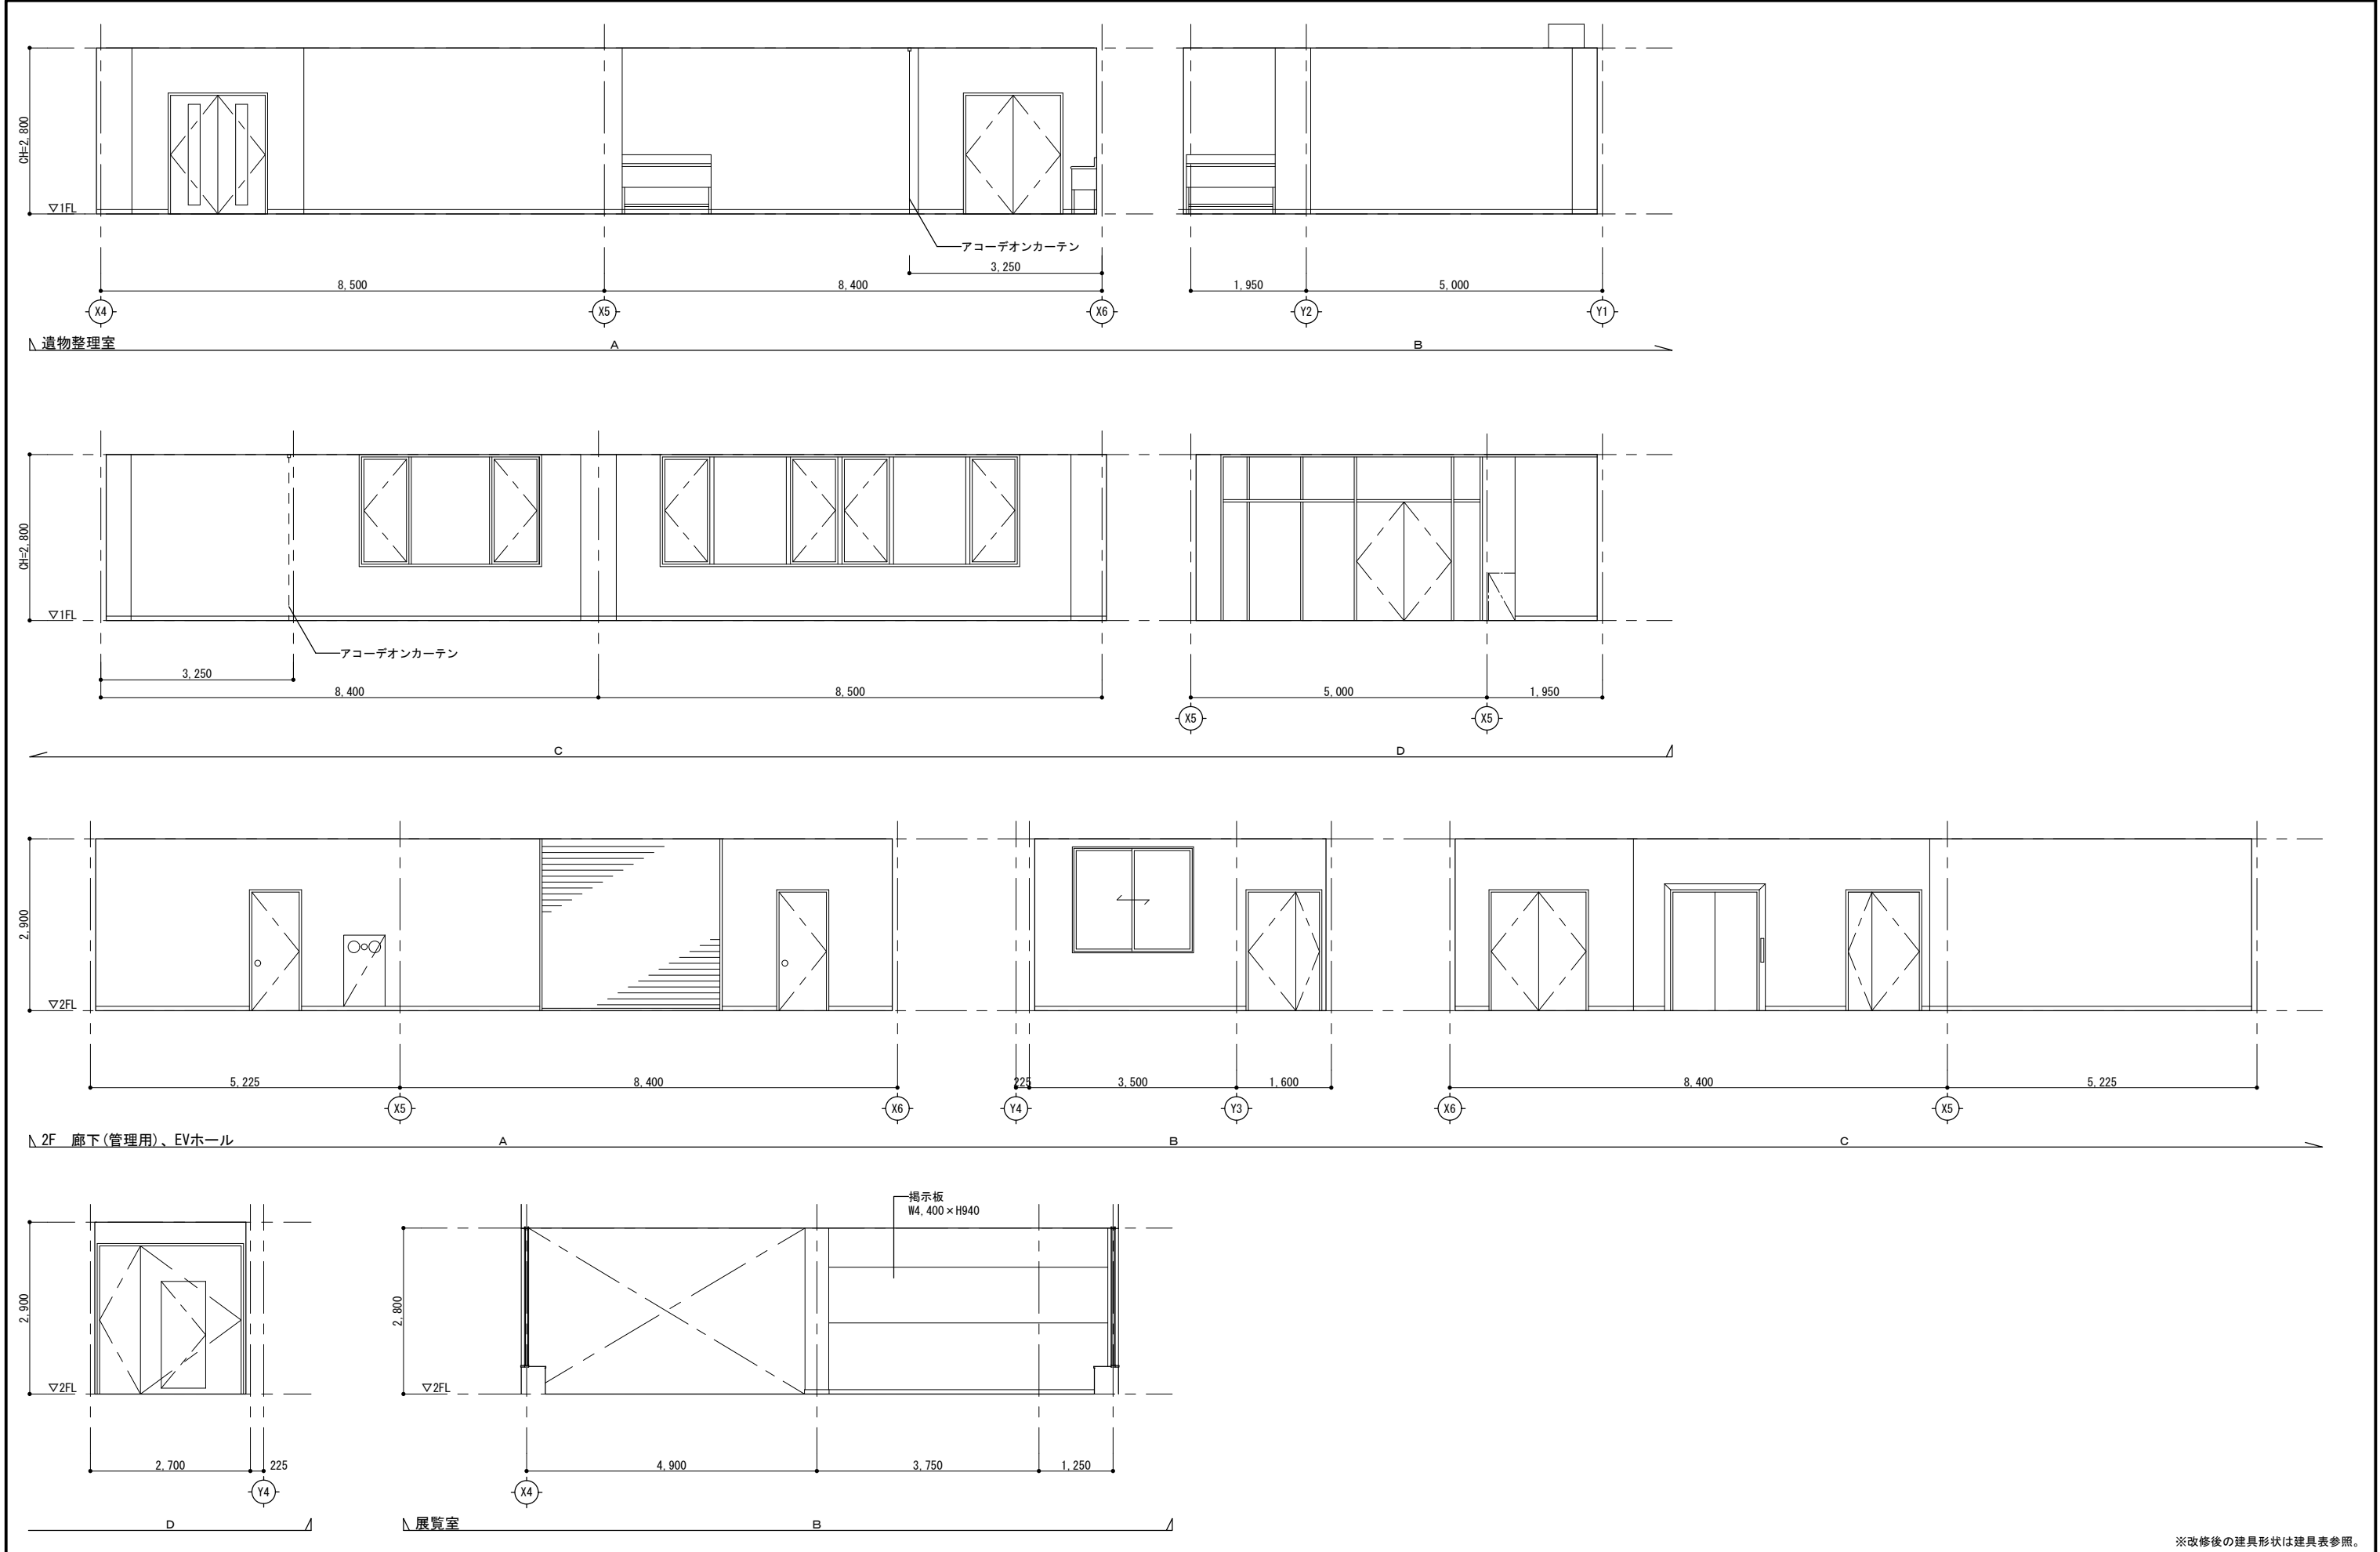 CH=2,800
▽1FL
アコーデオンカーテン
3,250
8,500
8,400
1,950
5,000
X4
X5
X6
Y2
Y1
遺物整理室
A
B
CH=2,800
▽1FL
アコーデオンカーテン
3,250
8,400
8,500
5,000
1,950
X5
X5
C
D
2,900
▽2FL
5,225
8,400
225
3,500
1,600
8,400
5,225
X5
X6
Y4
Y3
X6
X5
2F 廊下(管理用)、EVホール
A
B
C
掲示板
W4,400×H940
2,900
▽2FL
2,800
▽2FL
2,700
225
4,900
3,750
1,250
Y4
X4
D
展覧室
B
※改修後の建具形状は建具表参照。